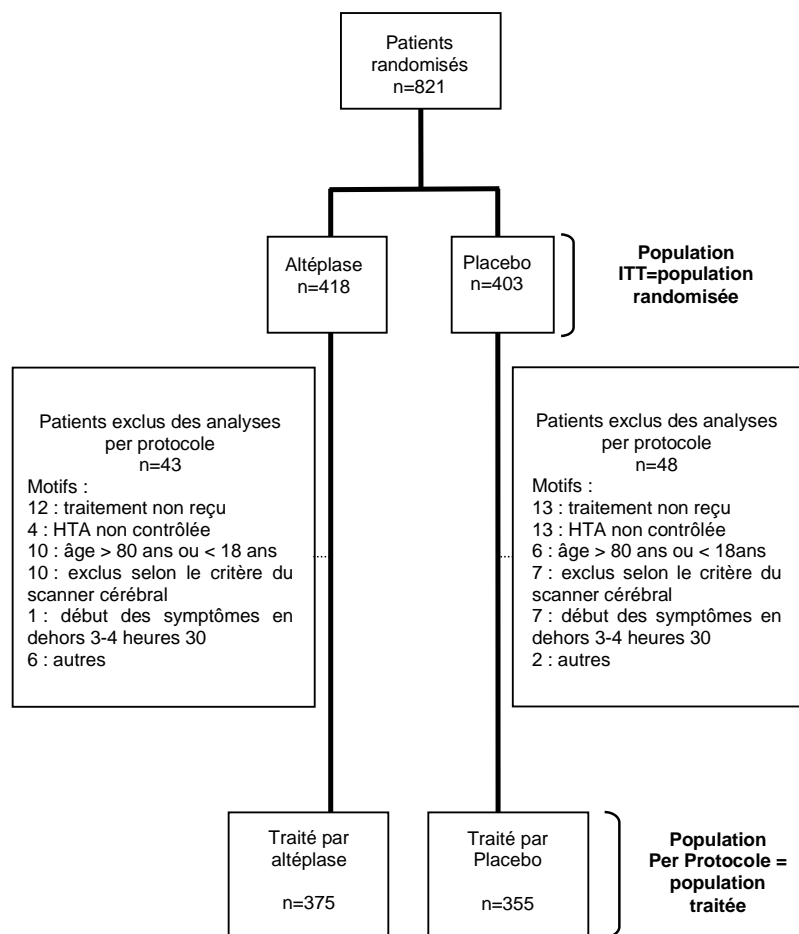 Patients
randomisés
n=821
Altéplase
n=418
Placebo
n=403
Population
ITT=population
randomisée
Patients exclus des analyses
per protocole
n=43
Motifs :
12 : traitement non reçu
4 : HTA non contrôlée
10 : âge > 80 ans ou < 18 ans
10 : exclus selon le critère du
scanner cérébral
1 : début des symptômes en
dehors 3-4 heures 30
6 : autres
Patients exclus des analyses
per protocole
n=48
Motifs :
13 : traitement non reçu
13 : HTA non contrôlée
6 : âge > 80 ans ou < 18ans
7 : exclus selon le critère du
scanner cérébral
7 : début des symptômes en
dehors 3-4 heures 30
2 : autres
Traité par
altéplase
n=375
Traité par
Placebo
n=355
Population
Per Protocole =
population
traitée